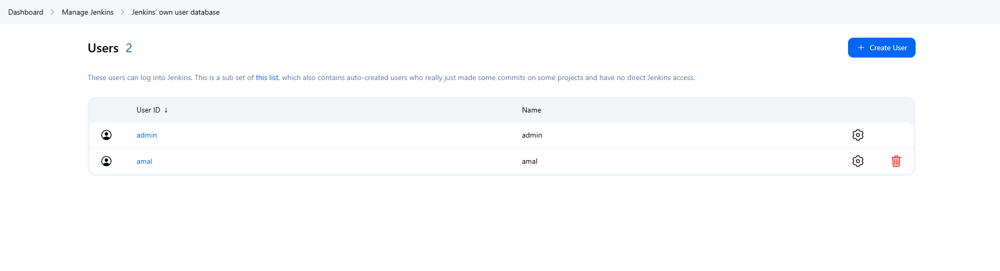 Dashboard > Manage Jenkins > Jenkins’ own user database
Users 2
+ Create User
These users can log into Jenkins. This is a sub set of this list, which also contains auto-created users who really just made some commits on some projects and have no direct Jenkins access.
User ID ↓ Name
admin admin
amal amal